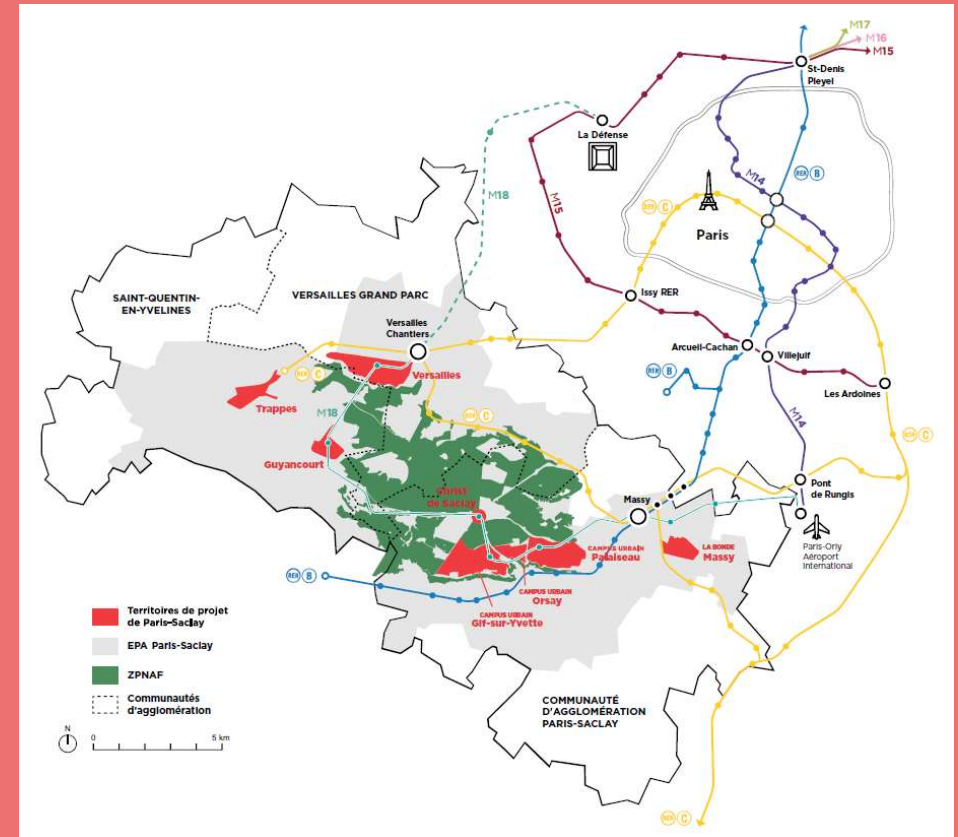 M17
M16
M15
St-Denis
Pleyel
La Défense
M18
M15
M14
RER B
RER C
Paris
SAINT-QUENTIN-
EN-YVELINES
VERSAILLES GRAND PARC
Issy RER
Versailles
Chantiers
Arcueil-Cachan
Villejuif
RER B
Les Ardoines
RER C
Versailles
Trappes
M18
RER C
M14
RER C
Guyancourt
Christ
de Saclay
Massy
Pont
de Rungis
Paris-Orly
Aéroport
International
LA BONDE
Massy
CAMPUS URBAIN
Palaiseau
RER B
CAMPUS URBAIN
Orsay
CAMPUS URBAIN
Gif-sur-Yvette
Territoires de projet
de Paris-Saclay
EPA Paris-Saclay
ZPNAF
Communautés
d'agglomération
COMMUNAUTÉ
D'AGGLOMÉRATION
PARIS-SACLAY
N
0 5 km
RER C